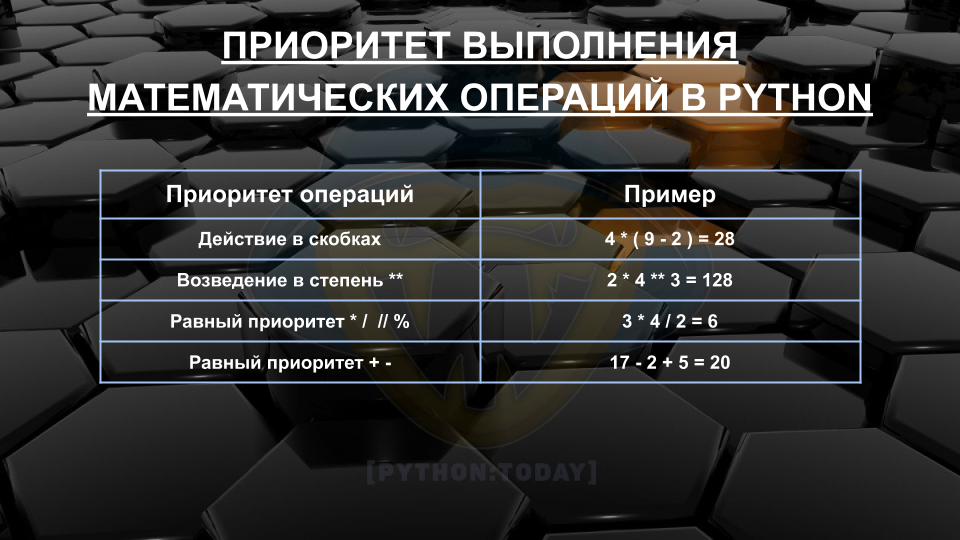 ПРИОРИТЕТ ВЫПОЛНЕНИЯ
МАТЕМАТИЧЕСКИХ ОПЕРАЦИЙ В PYTHON
Приоритет операций Пример
Действие в скобках 4 * ( 9 - 2 ) = 28
Возведение в степень ** 2 * 4 ** 3 = 128
Равный приоритет * / // % 3 * 4 / 2 = 6
Равный приоритет + - 17 - 2 + 5 = 20
[PYTHON:TODAY]